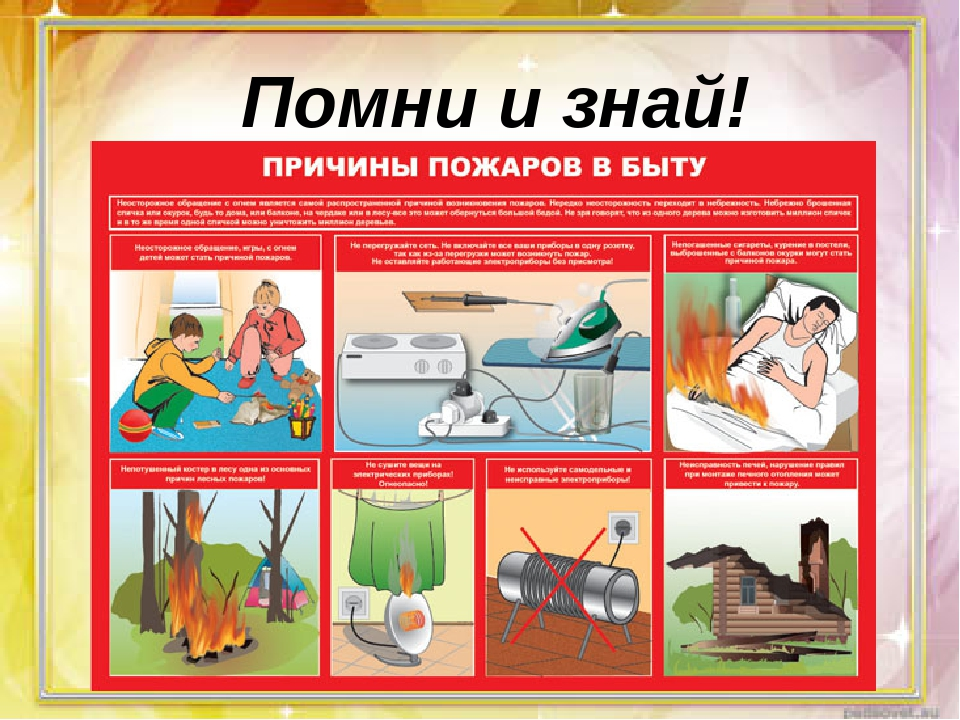 Помни и знай!
ПРИЧИНЫ ПОЖАРОВ В БЫТУ
Неосторожное обращение с огнем является самой распространенной причиной возникновения пожаров. Нередко неосторожность переходит в небрежность. Небрежно брошенная
спичка или окурок, будь то дома, или балкона, на чердаке или в лесу-все это может обернуться большой бедой. Не зря говорят, что из одного дерева можно изготовить миллион спичек
и в то же время одной спичкой можно уничтожить миллион деревьев.
Неосторожное обращение, игры, с огнем
детей может стать причиной пожаров.
Не перегружайте сеть. Не включайте все ваши приборы в одну розетку,
так как из-за перегрузки может возникнуть пожар.
Не оставляйте работающие электроприборы без присмотра!
Непогашенные сигареты, курение в постели,
выброшенные с балконов окурки могут стать
причиной пожара.
Непотушенный костер в лесу одна из основных
причин лесных пожаров!
Не сушите вещи на
электрических приборах!
Огнеопасно!
Не используйте самодельные и
неисправные электроприборы!
Неисправность печей, нарушение правил
при монтаже печного отопления может
привести к пожару.